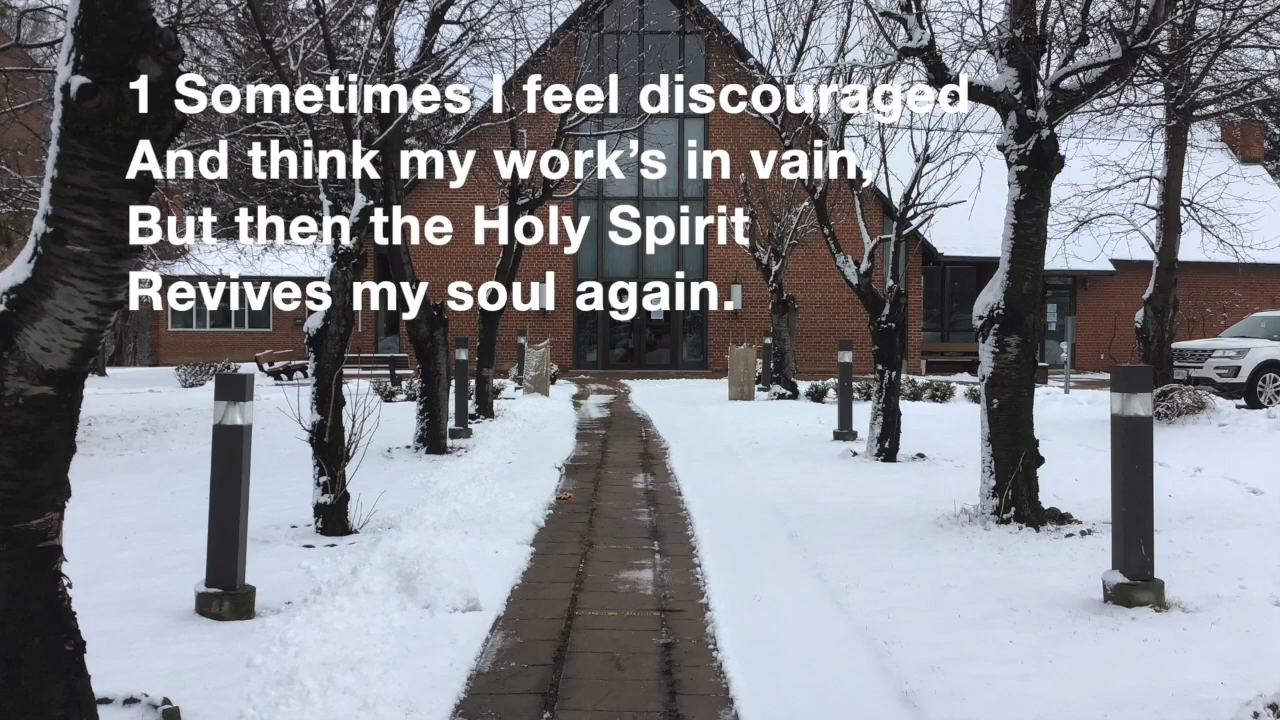 1 Sometimes I feel discouraged
And think my work’s in vain,
But then the Holy Spirit
Revives my soul again.